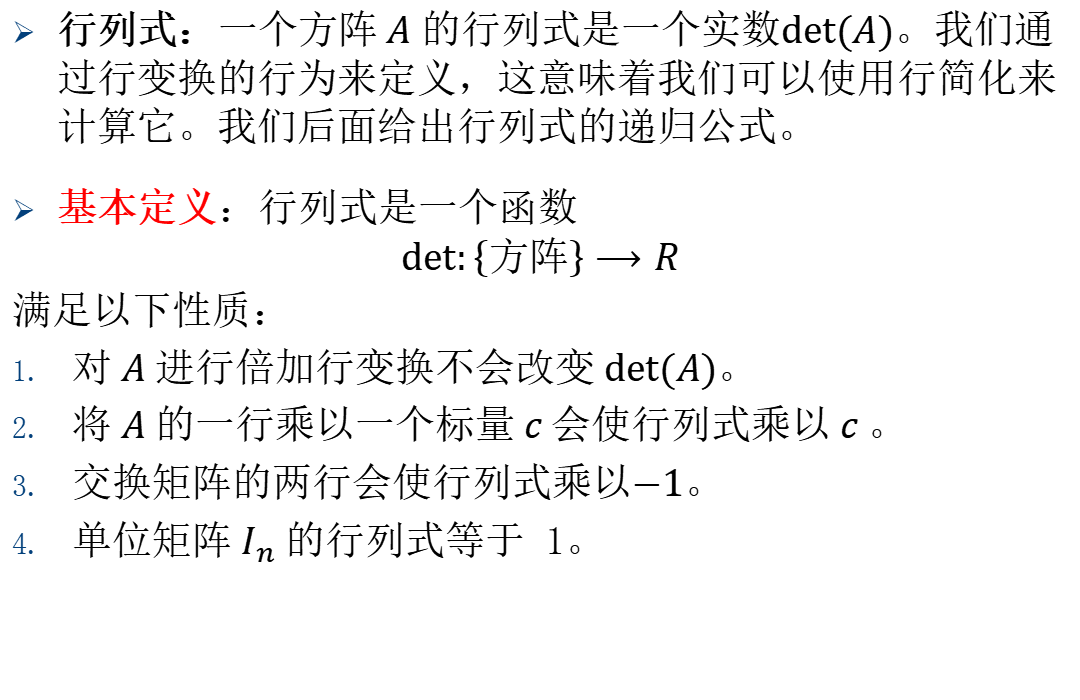 ➢ 行列式：一个方阵 A 的行列式是一个实数det(A)。我们通
过行变换的行为来定义，这意味着我们可以使用行简化来
计算它。我们后面给出行列式的递归公式。
➢ 基本定义：行列式是一个函数
det: {方阵} ⟶ R
满足以下性质：
1. 对 A 进行倍加行变换不会改变 det(A)。
2. 将 A 的一行乘以一个标量 c 会使行列式乘以 c 。
3. 交换矩阵的两行会使行列式乘以−1。
4. 单位矩阵 Iₙ 的行列式等于 1。